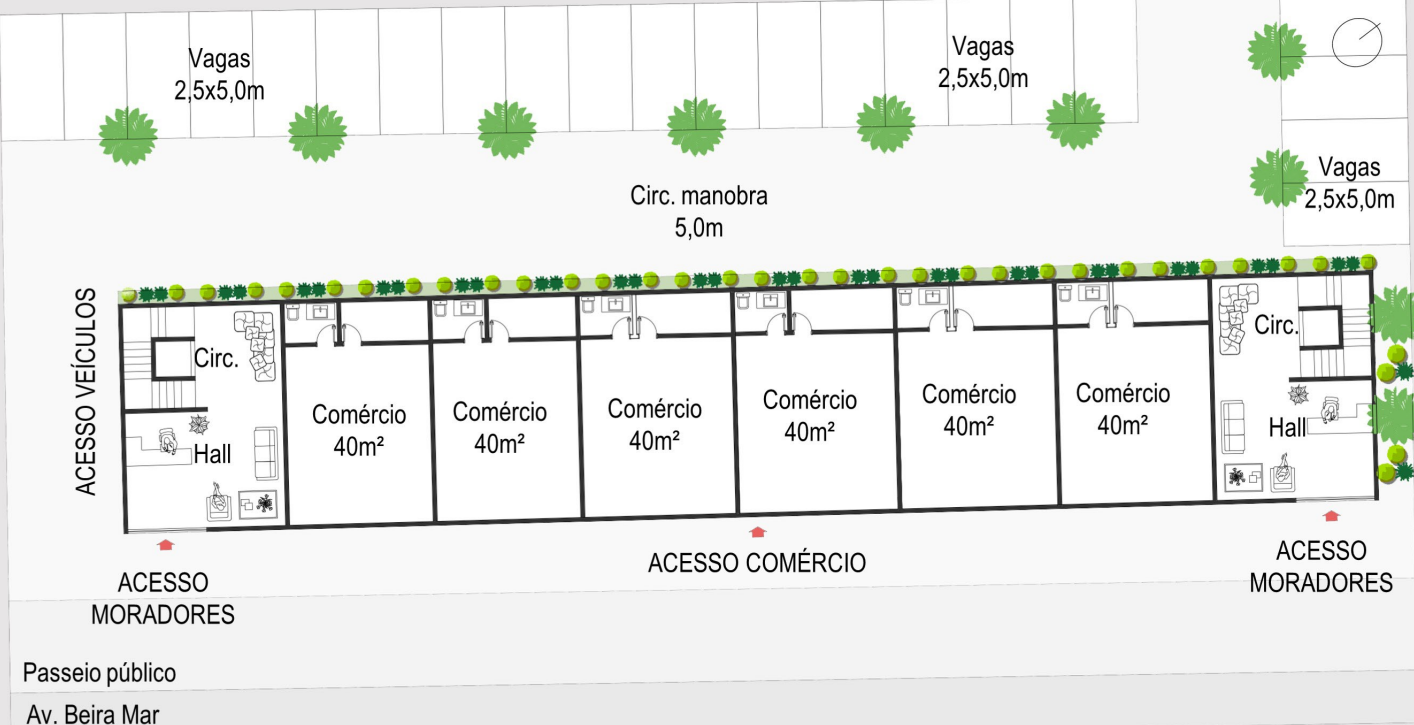 Vagas
2,5x5,0m
Vagas
2,5x5,0m
Vagas
2,5x5,0m
Circ. manobra
5,0m
ACESSO VEÍCULOS
Circ.
Hall
Comércio
40m²
Comércio
40m²
Comércio
40m²
Comércio
40m²
Comércio
40m²
Comércio
40m²
Circ.
Hall
ACESSO
MORADORES
ACESSO COMÉRCIO
ACESSO
MORADORES
Passeio público
Av. Beira Mar